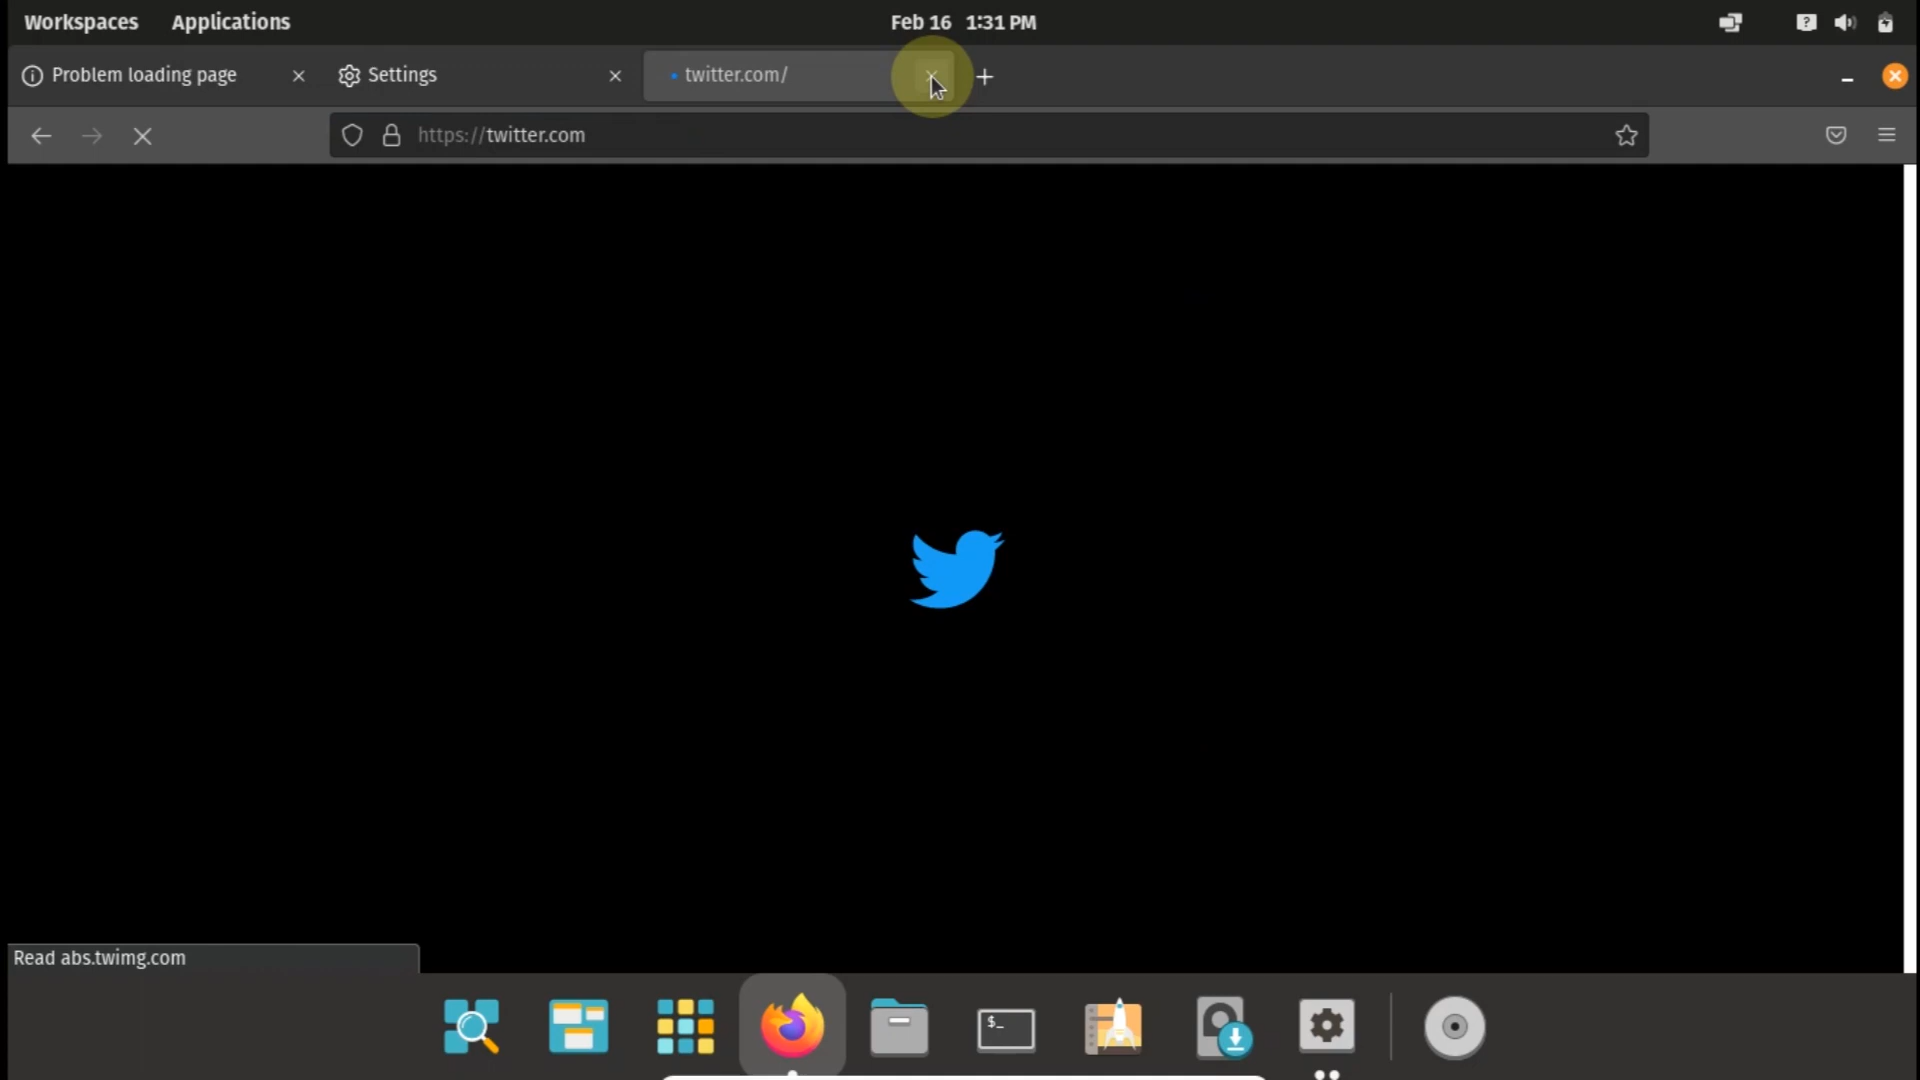 Workspaces Applications Feb 16 1:31 PM
Problem loading page Settings twitter.com/
https://twitter.com
Read abs.twimg.com
$_